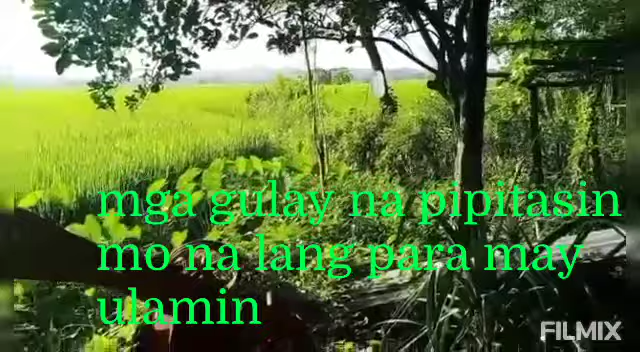 mga gulay na pipitasin
mo na lang para may
ulamin
FILMIX